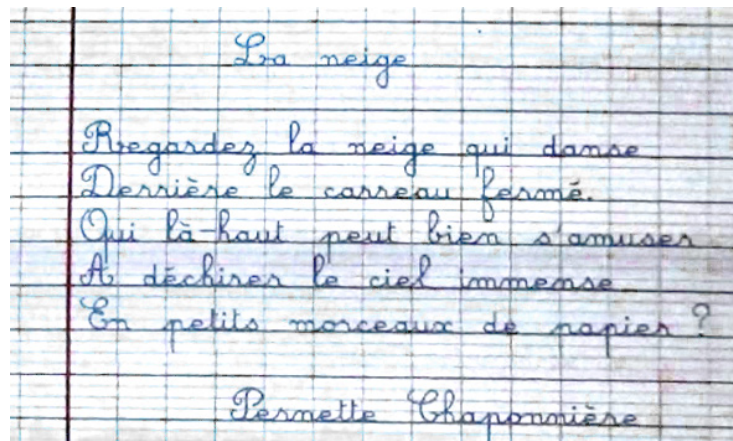 La neige
Regardez la neige qui danse
Derrière le carreau fermé.
Qui là-haut peut bien s'amuser
A déchirer le ciel immense
En petits morceaux de papier ?
Pernette Chaponnière